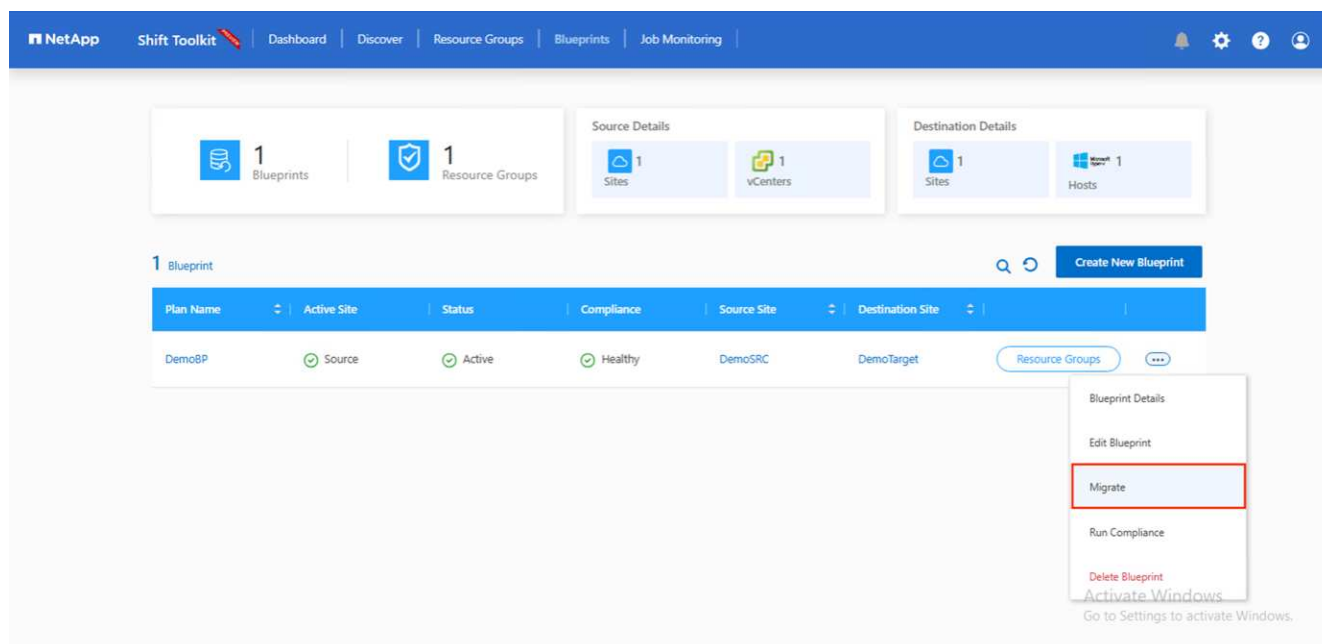 NetApp Shift Toolkit Dashboard Discover Resource Groups Blueprints Job Monitoring
Source Details Destination Details
1 Blueprints 1 Resource Groups
1 Sites 1 vCenters 1 Sites 1 Hosts
1 Blueprint Create New Blueprint
Plan Name Active Site Status Compliance Source Site Destination Site
DemoBP Source Active Healthy DemoSRC DemoTarget Resource Groups
Blueprint Details
Edit Blueprint
Migrate
Run Compliance
Delete Blueprint
Activate Windows
Go to Settings to activate Windows.